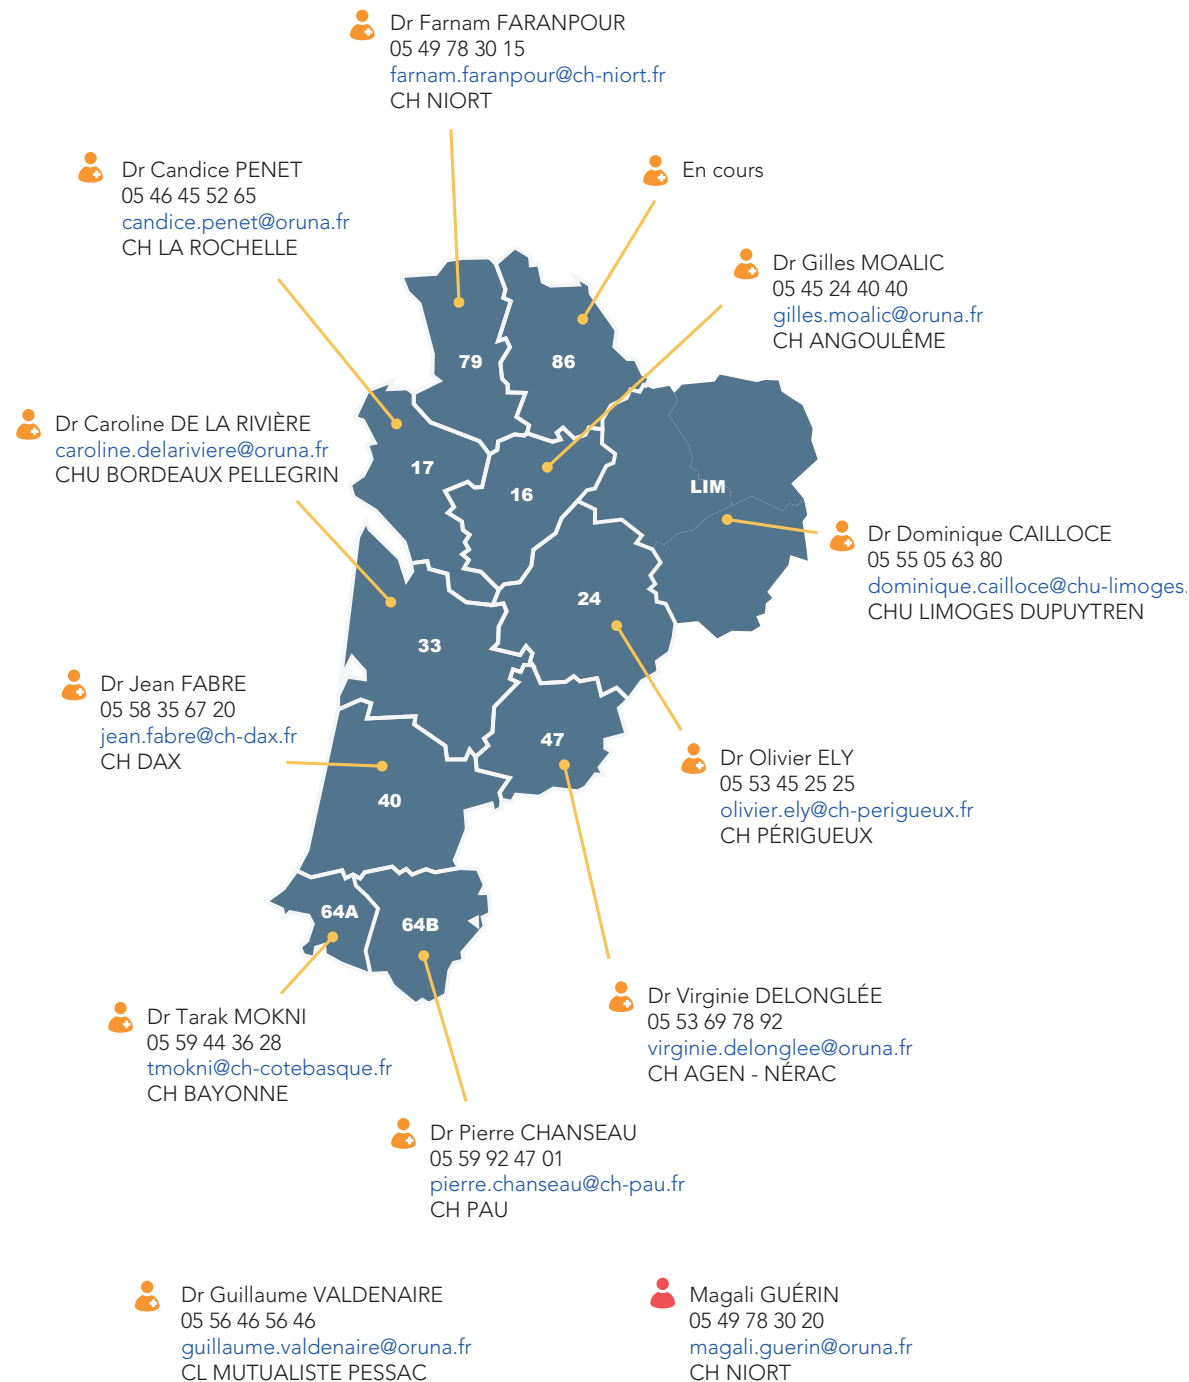 Dr Farnam FARANPOUR
05 49 78 30 15
farnam.faranpour@ch-niort.fr
CH NIORT
Dr Candice PENET
05 46 45 52 65
candice.penet@oruna.fr
CH LA ROCHELLE
En cours
Dr Gilles MOALIC
05 45 24 40 40
gilles.moalic@oruna.fr
CH ANGOULÊME
Dr Caroline DE LA RIVIÈRE
caroline.delariviere@oruna.fr
CHU BORDEAUX PELLEGRIN
79
86
17
16
LIM
24
33
47
40
64A
64B
Dr Dominique CAILLOCE
05 55 05 63 80
dominique.cailloce@chu-limoges.
CHU LIMOGES DUPUYTREN
Dr Jean FABRE
05 58 35 67 20
jean.fabre@ch-dax.fr
CH DAX
Dr Olivier ELY
05 53 45 25 25
olivier.ely@ch-perigueux.fr
CH PÉRIGUEUX
Dr Tarak MOKNI
05 59 44 36 28
tmokni@ch-cotebasque.fr
CH BAYONNE
Dr Virginie DELONGLÉE
05 53 69 78 92
virginie.delonglee@oruna.fr
CH AGEN - NÉRAC
Dr Pierre CHANSEAU
05 59 92 47 01
pierre.chanseau@ch-pau.fr
CH PAU
Dr Guillaume VALDENAIRE
05 56 46 56 46
guillaume.valdenaire@oruna.fr
CL MUTUALISTE PESSAC
Magali GUÉRIN
05 49 78 30 20
magali.guerin@oruna.fr
CH NIORT